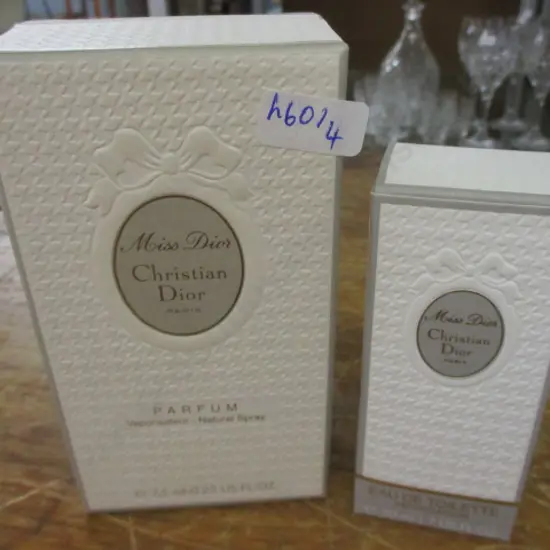 h601/4
Miss Dior
Christian
Dior
PARIS
PARFUM
Vaporisateur - Natural Spray
Miss Dior
Christian
Dior
PARIS
EAU DE TOILETTE